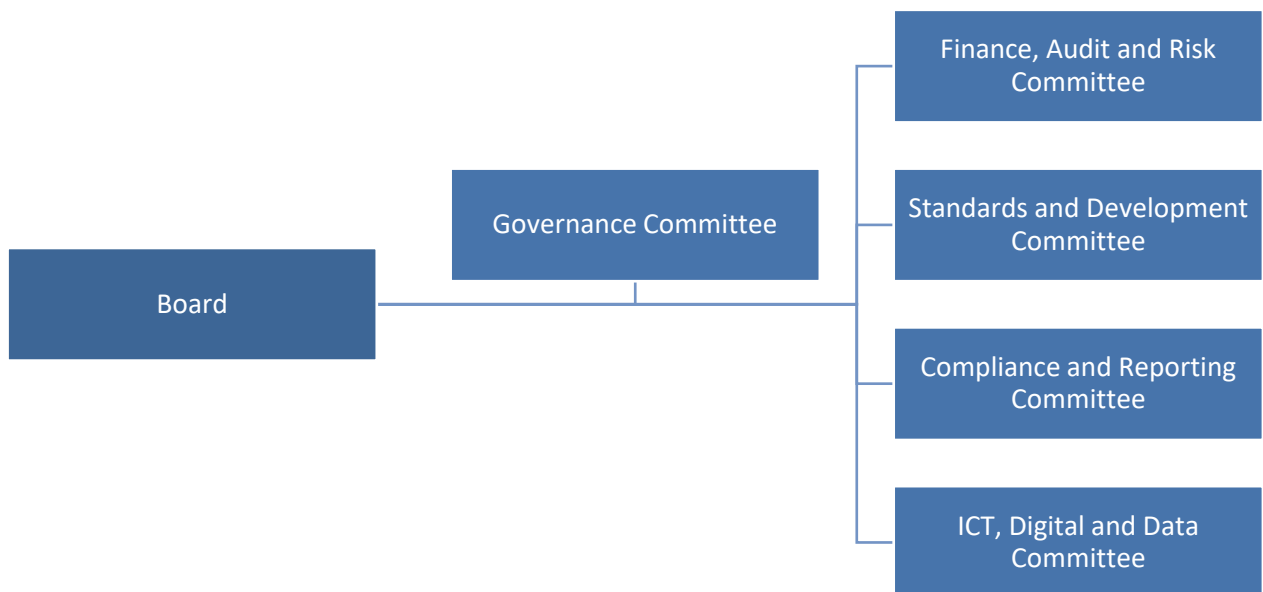 Board
Governance Committee
Finance, Audit and Risk
Committee
Standards and Development
Committee
Compliance and Reporting
Committee
ICT, Digital and Data
Committee